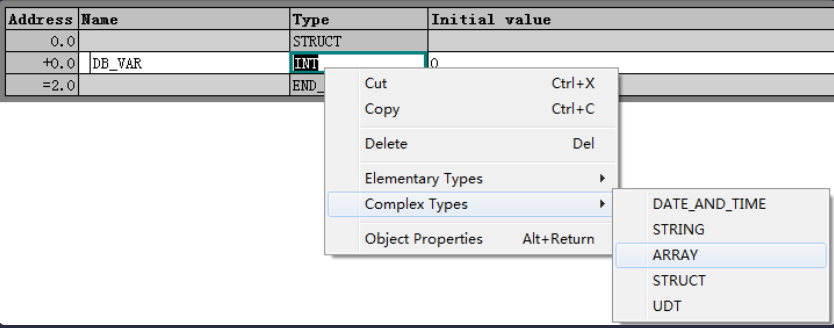 Address Name Type Initial value
0.0 STRUCT
+0.0 DB_VAR INT 0
=2.0 END_
Cut Ctrl+X
Copy Ctrl+C
Delete Del
Elementary Types
Complex Types
Object Properties Alt+Return
DATE_AND_TIME
STRING
ARRAY
STRUCT
UDT